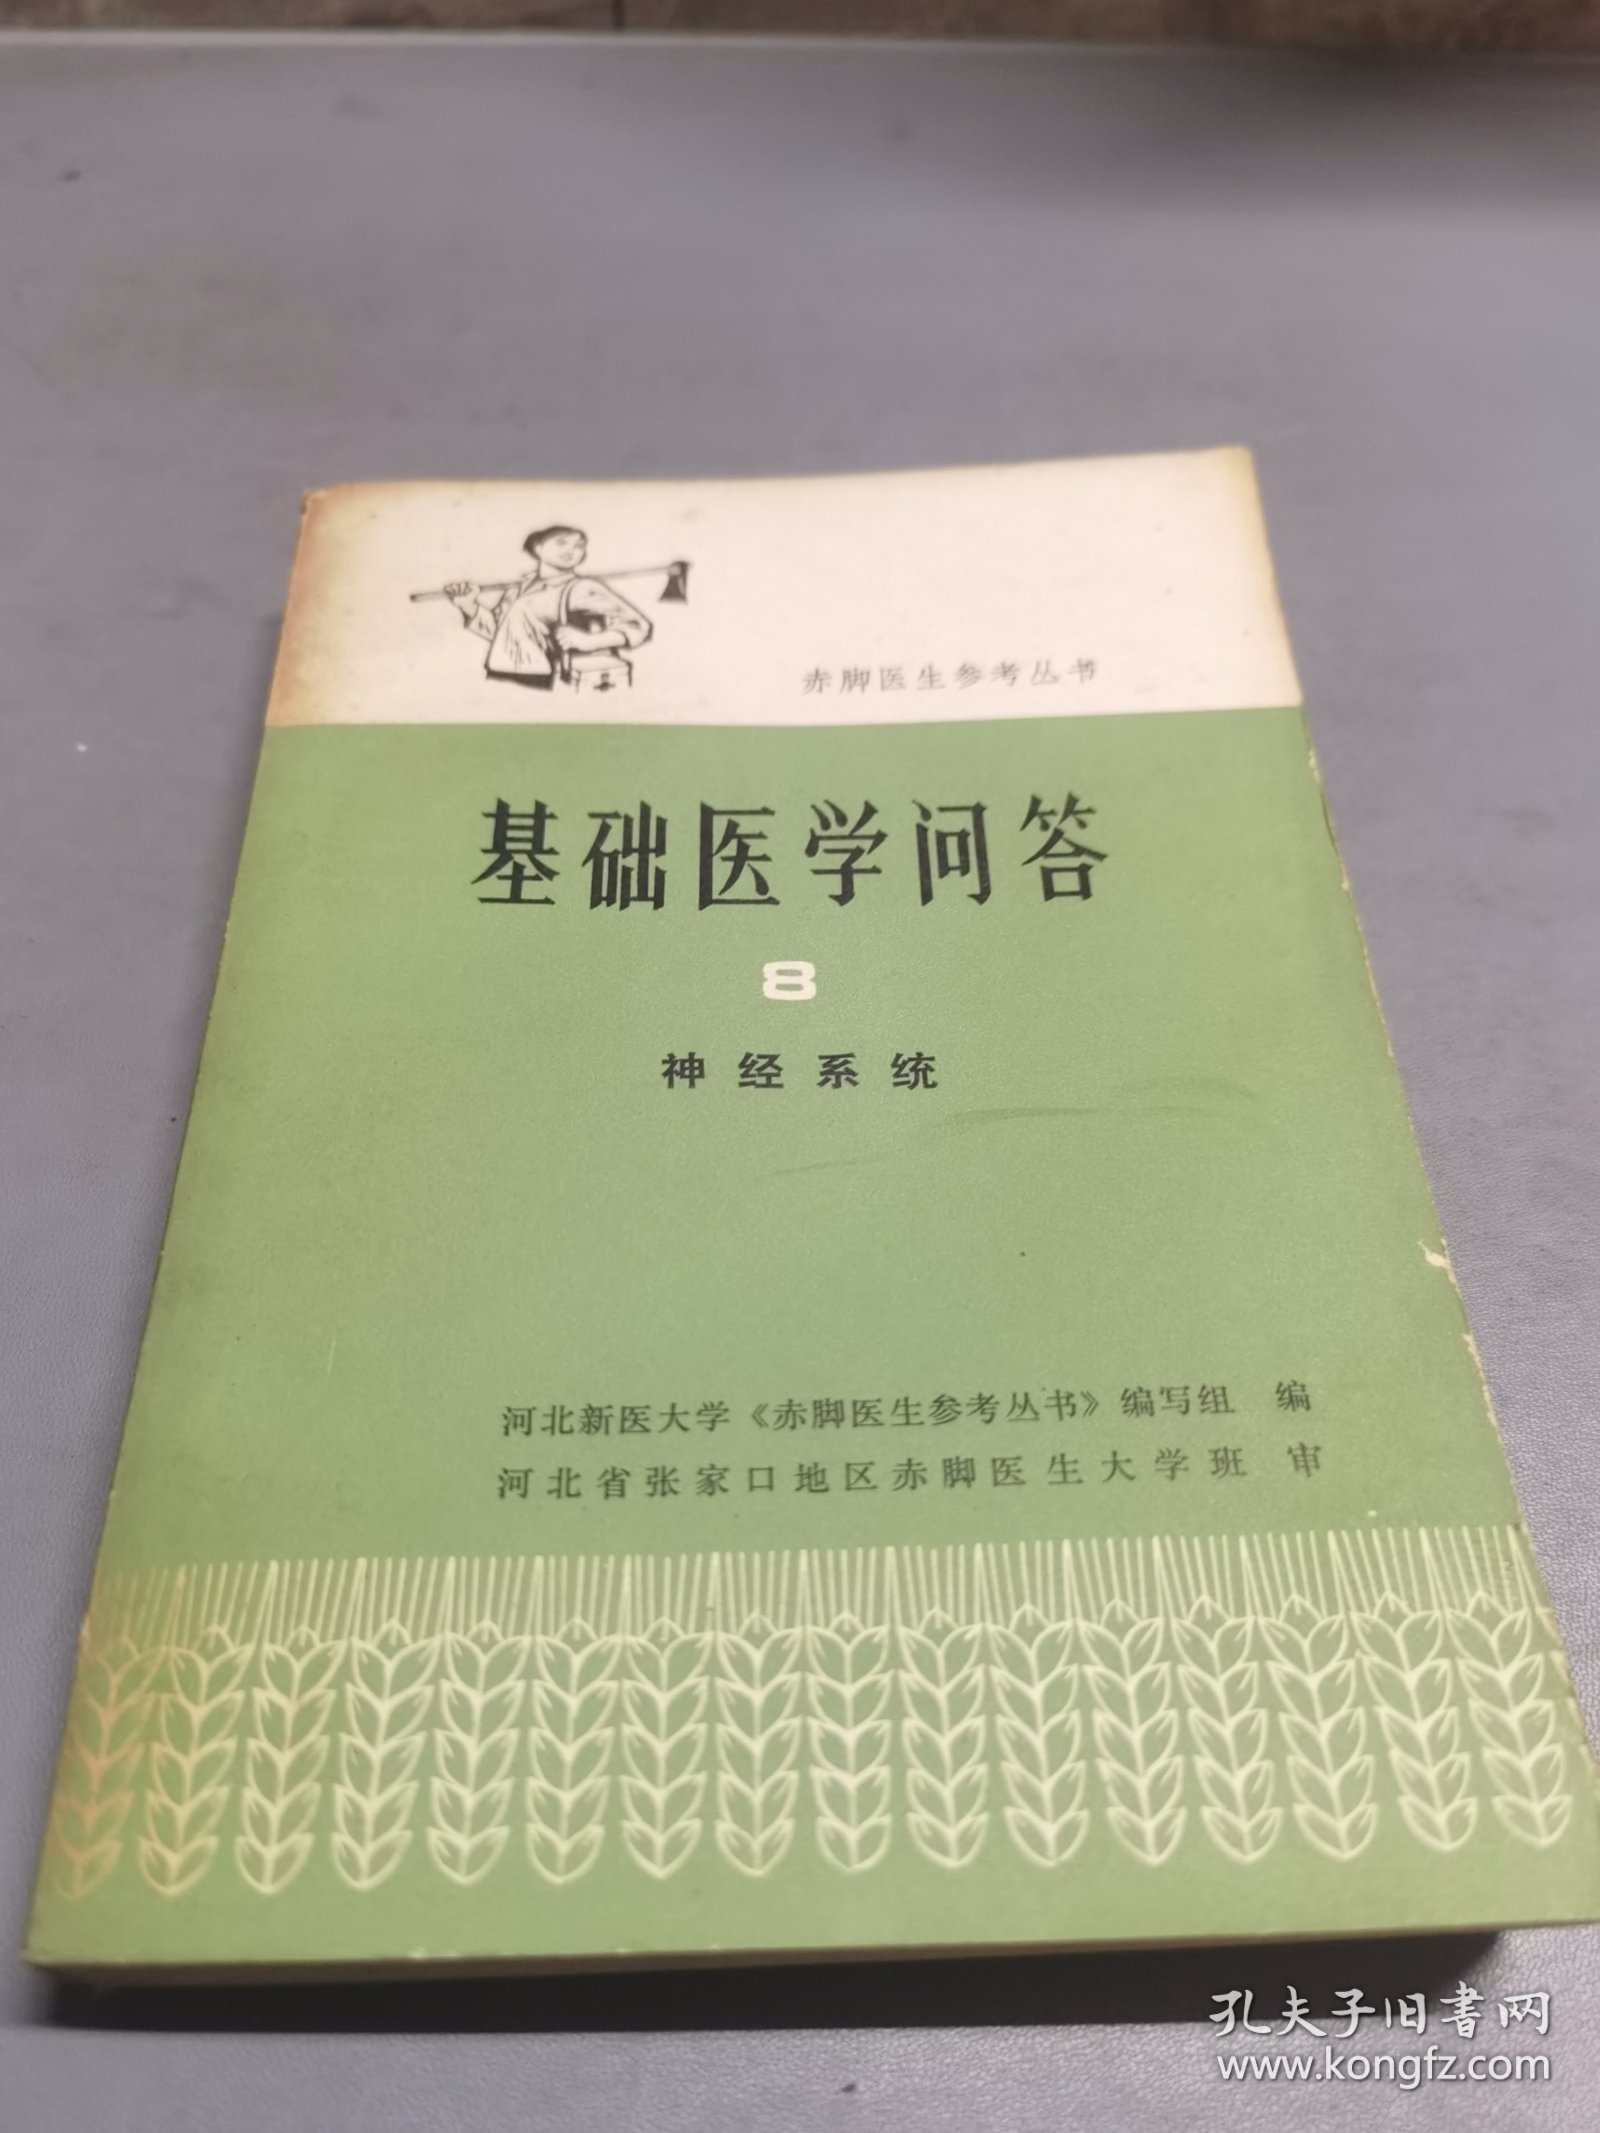 赤脚医生参考丛书
基础医学问答
8
神经系统
河北新医大学《赤脚医生参考丛书》编写组 编
河北省张家口地区赤脚医生大学班 审
孔夫子旧書网
www.kongfz.com